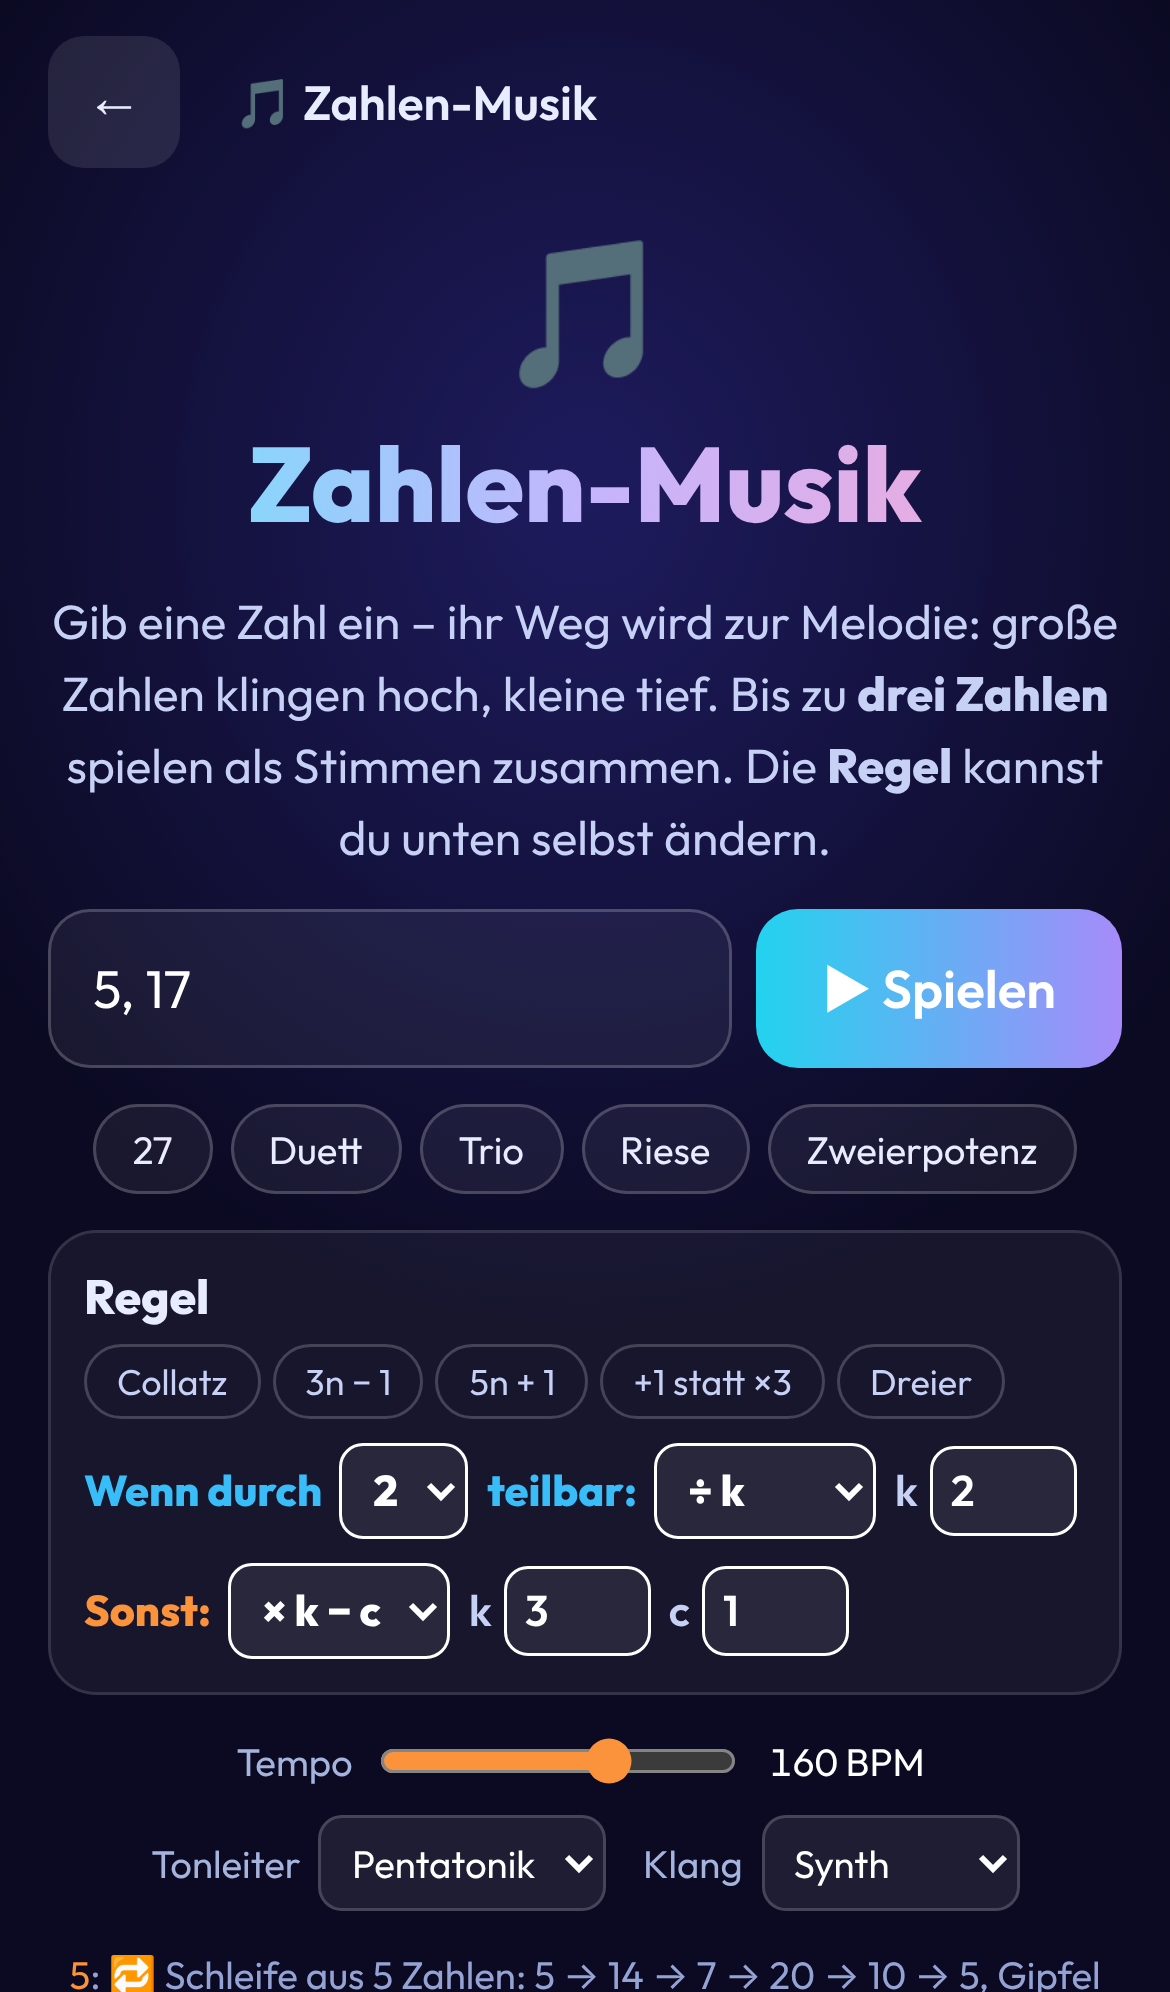 ← 🎵 Zahlen-Musik
Zahlen-Musik
Gib eine Zahl ein – ihr Weg wird zur Melodie: große
Zahlen klingen hoch, kleine tief. Bis zu drei Zahlen
spielen als Stimmen zusammen. Die Regel kannst
du unten selbst ändern.
5, 17 ▶ Spielen
27 Duett Trio Riese Zweierpotenz
Regel
Collatz 3n − 1 5n + 1 +1 statt ×3 Dreier
Wenn durch 2 teilbar: ÷ k k 2
Sonst: × k − c k 3 c 1
Tempo 160 BPM
Tonleiter Pentatonik Klang Synth
5: 🔁 Schleife aus 5 Zahlen: 5 → 14 → 7 → 20 → 10 → 5, Gipfel